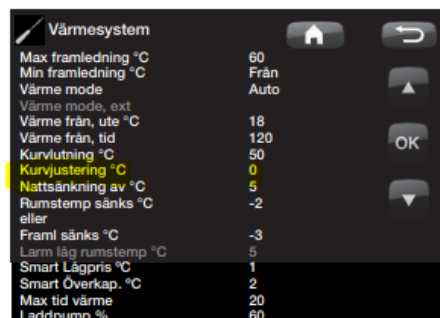 Värmesystem
Max framledning °C 60
Min framledning °C Från
Värme mode Auto
Värme mode, ext
Värme från, ute °C 18
Värme från, tid 120
Kurvlutning °C 50
Kurvjustering °C 0
Nattsänkning av °C 5
Rumstemp sänks °C -2
eller
Framl sänks °C -3
Larm låg rumstemp °C 5
Smart Lågpris °C 1
Smart Överkap. °C 2
Max tid värme 20
Laddpump % 60
OK